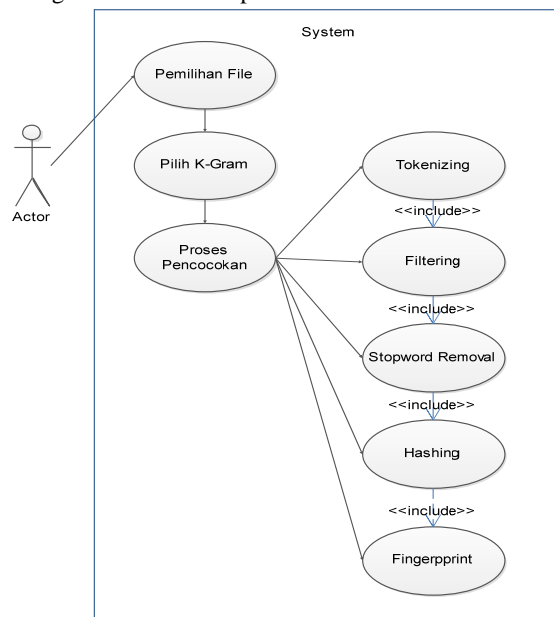 System
Pemilihan File
Pilih K-Gram
Proses
Pencocokan
Actor
Tokenizing
<<include>>
Filtering
<<include>>
Stopword Removal
<<include>>
Hashing
<<include>>
Fingerpprint